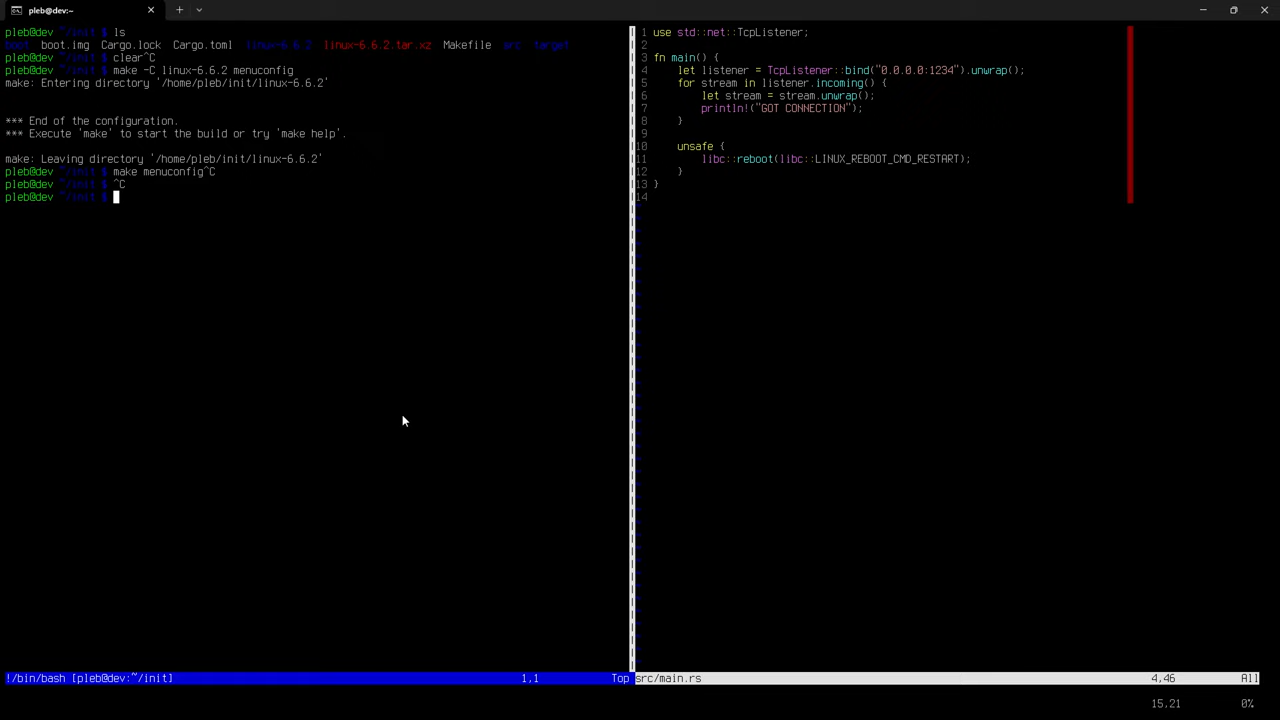 pleb@dev:~
pleb@dev ~/init $ ls
boot boot.img Cargo.lock Cargo.toml linux-6.6.2 linux-6.6.2.tar.xz Makefile src target
pleb@dev ~/init $ clear^C
pleb@dev ~/init $ make -C linux-6.6.2 menuconfig
make: Entering directory '/home/pleb/init/linux-6.6.2'
*** End of the configuration.
*** Execute 'make' to start the build or try 'make help'.
make: Leaving directory '/home/pleb/init/linux-6.6.2'
pleb@dev ~/init $ make menuconfig^C
pleb@dev ~/init $ ^C
pleb@dev ~/init $
!/bin/bash [pleb@dev:~/init] 1,1 Top
1 use std::net::TcpListener;
2
3 fn main() {
4 let listener = TcpListener::bind("0.0.0.0:1234").unwrap();
5 for stream in listener.incoming() {
6 let stream = stream.unwrap();
7 println!("GOT CONNECTION");
8 }
9
10 unsafe {
11 libc::reboot(libc::LINUX_REBOOT_CMD_RESTART);
12 }
13 }
14
src/main.rs 4,46 All
15.21 0%